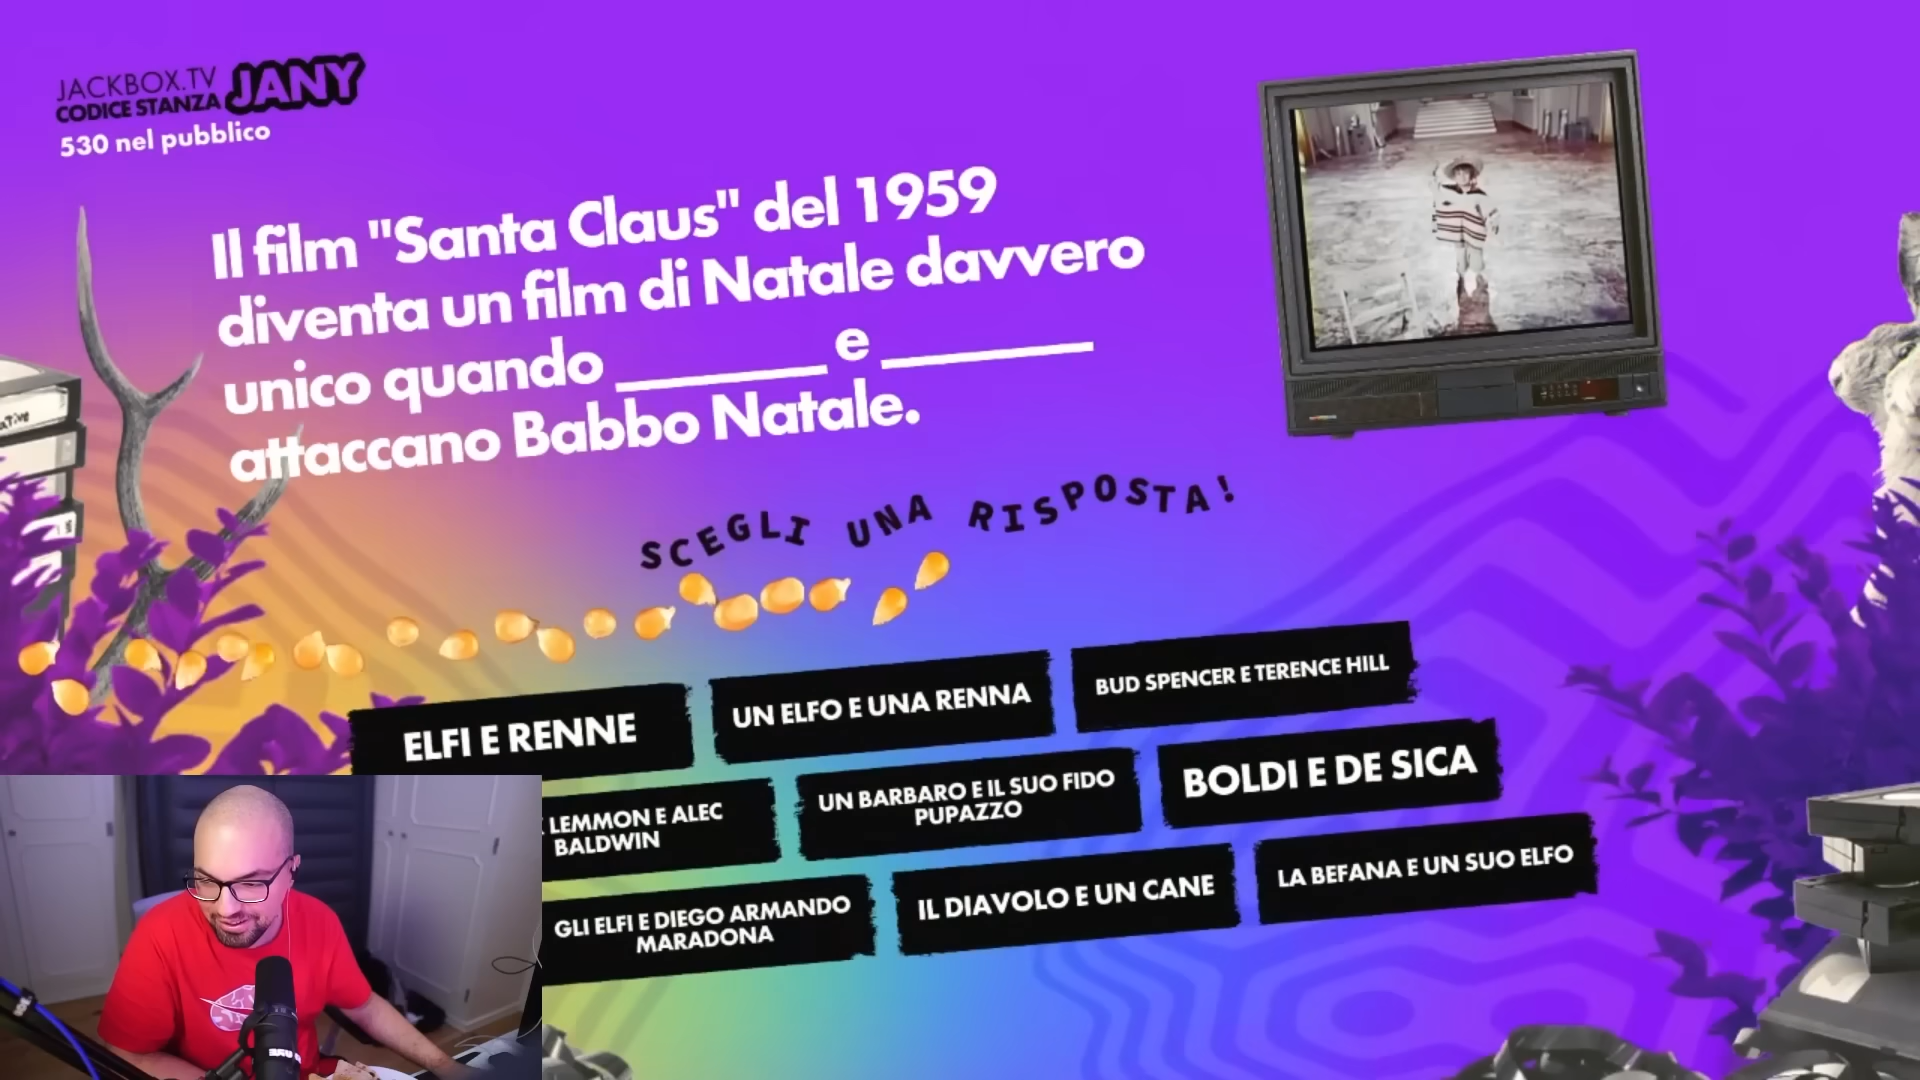 JACKBOX.TV
CODICE STANZA JANY
530 nel pubblico
Il film "Santa Claus" del 1959
diventa un film di Natale davvero
unico quando ________ e ________
attaccano Babbo Natale.
SCEGLI UNA RISPOSTA!
ELFI E RENNE
UN ELFO E UNA RENNA
BUD SPENCER E TERENCE HILL
LEMMON E ALEC
BALDWIN
UN BARBARO E IL SUO FIDO
PUPAZZO
BOLDI E DE SICA
GLI ELFI E DIEGO ARMANDO
MARADONA
IL DIAVOLO E UN CANE
LA BEFANA E UN SUO ELFO